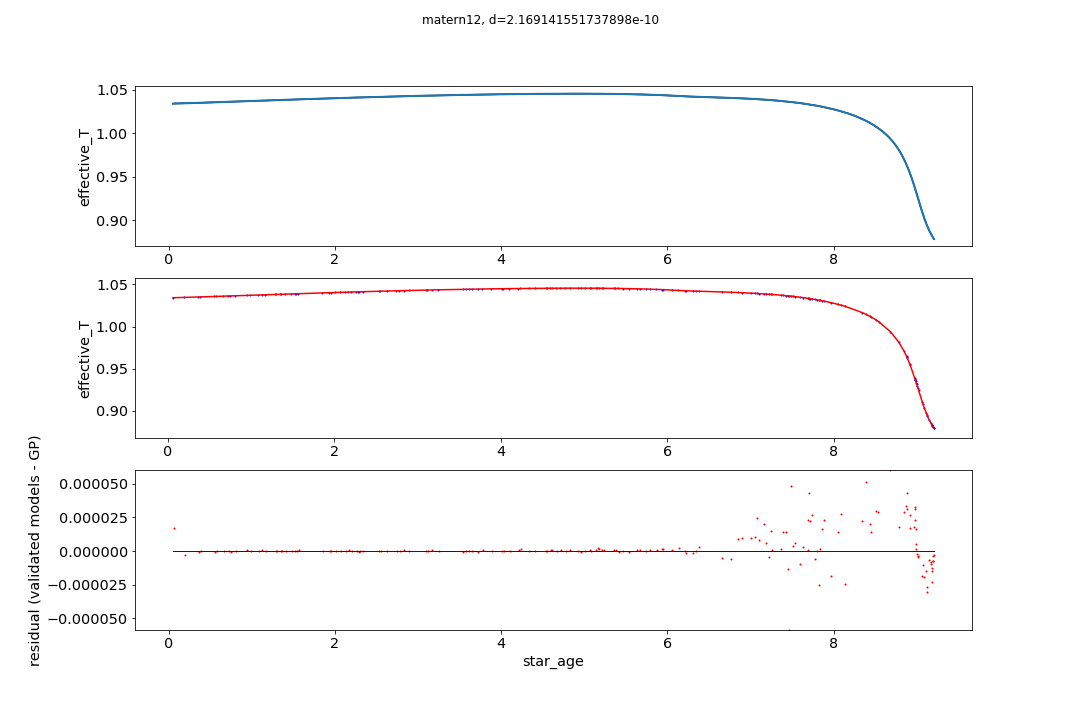 matern12, d=2.169141551737898e-10
1.05
1.00
0.95
0.90
effective_T
0 2 4 6 8
1.05
1.00
0.95
0.90
effective_T
0 2 4 6 8
0.000050
0.000025
0.000000
−0.000025
−0.000050
residual (validated models - GP)
0 2 4 6 8
star_age